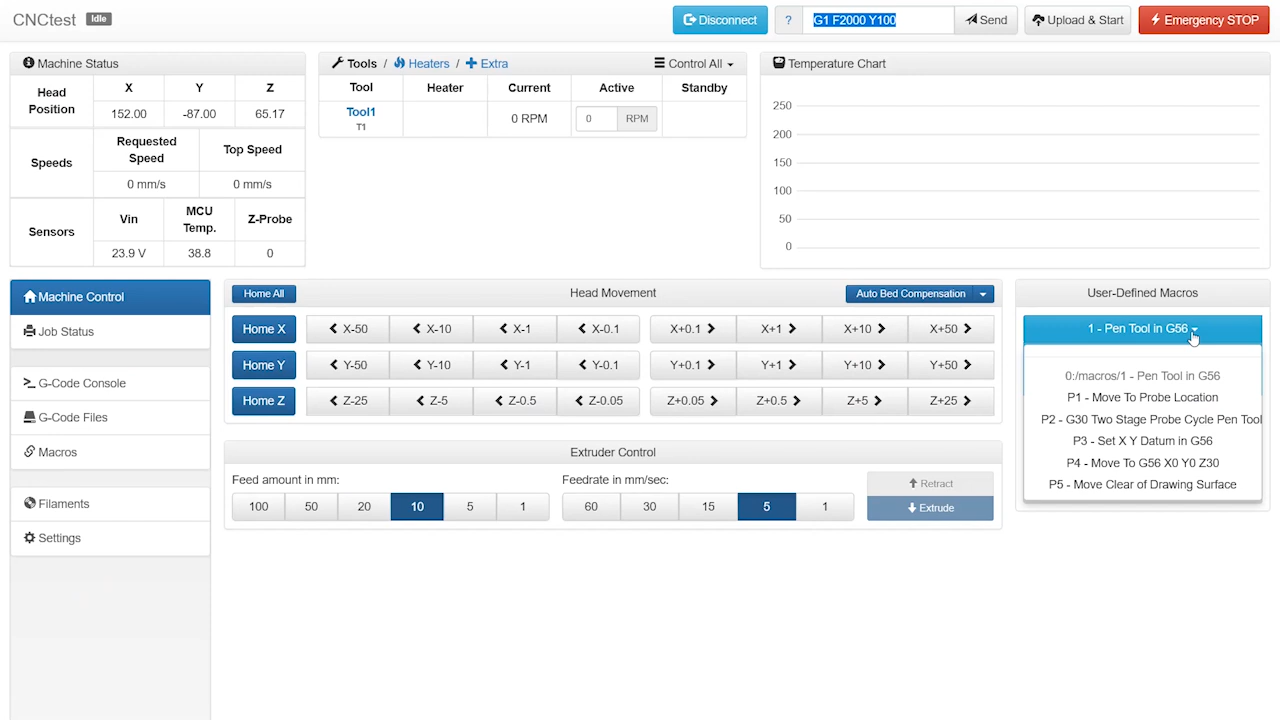 CNCtest Idle Disconnect ? G1 F2000 Y100 Send Upload & Start Emergency STOP
Machine Status
Head Position X Y Z
152.00 -87.00 65.17
Speeds Requested Speed Top Speed
0 mm/s 0 mm/s
Sensors Vin MCU Temp. Z-Probe
23.9 V 38.8 0
Tools / Heaters / Extra Control All
Tool Heater Current Active Standby
Tool1 0 RPM 0 RPM
T1
Temperature Chart
250
200
150
100
50
0
Machine Control
Job Status
G-Code Console
G-Code Files
Macros
Filaments
Settings
Home All Head Movement Auto Bed Compensation
Home X X-50 X-10 X-1 X-0.1 X+0.1 X+1 X+10 X+50
Home Y Y-50 Y-10 Y-1 Y-0.1 Y+0.1 Y+1 Y+10 Y+50
Home Z Z-25 Z-5 Z-0.5 Z-0.05 Z+0.05 Z+0.5 Z+5 Z+25
Extruder Control
Feed amount in mm: Feedrate in mm/sec:
100 50 20 10 5 1 60 30 15 5 1
Retract
Extrude
User-Defined Macros
1 - Pen Tool in G56
0:/macros/1 - Pen Tool in G56
P1 - Move To Probe Location
P2 - G30 Two Stage Probe Cycle Pen Tool
P3 - Set X Y Datum in G56
P4 - Move To G56 X0 Y0 Z30
P5 - Move Clear of Drawing Surface